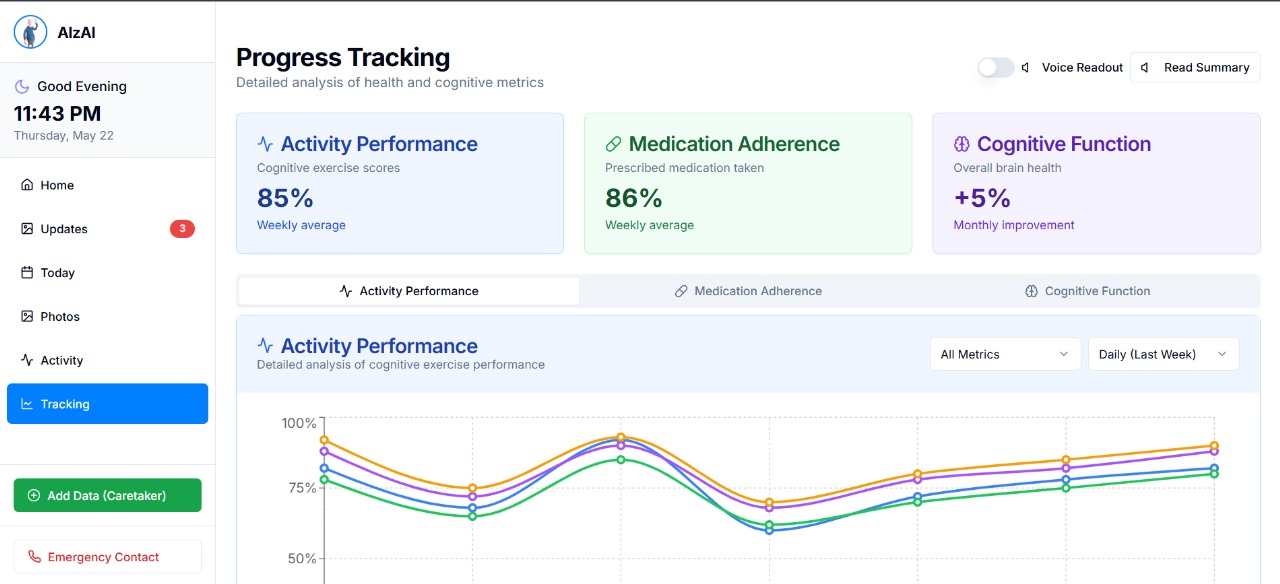 AlzAI
Good Evening
11:43 PM
Thursday, May 22
Home
Updates
3
Today
Photos
Activity
Tracking
Add Data (Caretaker)
Emergency Contact
Progress Tracking
Detailed analysis of health and cognitive metrics
Voice Readout
Read Summary
Activity Performance
Cognitive exercise scores
85%
Weekly average
Medication Adherence
Prescribed medication taken
86%
Weekly average
Cognitive Function
Overall brain health
+5%
Monthly improvement
Activity Performance
Medication Adherence
Cognitive Function
Activity Performance
Detailed analysis of cognitive exercise performance
All Metrics
Daily (Last Week)
100%
75%
50%